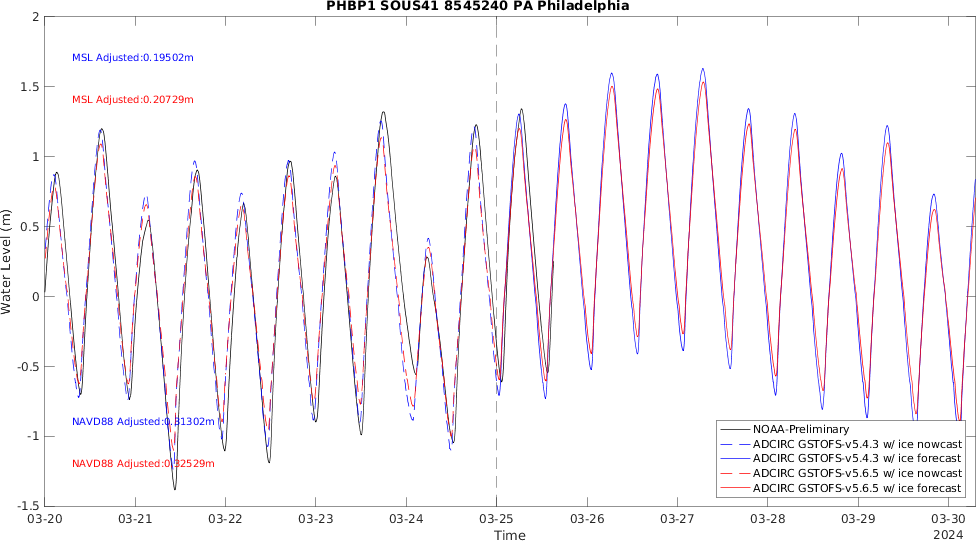 PHBP1 SOUS41 8545240 PA Philadelphia
2
1.5
1
0.5
0
-0.5
-1
-1.5
Water Level (m)
MSL Adjusted:0.19502m
MSL Adjusted:0.20729m
NAVD88 Adjusted:0.31302m
NAVD88 Adjusted:0.32529m
NOAA-Preliminary
ADCIRC GSTOFS-v5.4.3 w/ ice nowcast
ADCIRC GSTOFS-v5.4.3 w/ ice forecast
ADCIRC GSTOFS-v5.6.5 w/ ice nowcast
ADCIRC GSTOFS-v5.6.5 w/ ice forecast
03-20 03-21 03-22 03-23 03-24 03-25 03-26 03-27 03-28 03-29 03-30
Time
2024